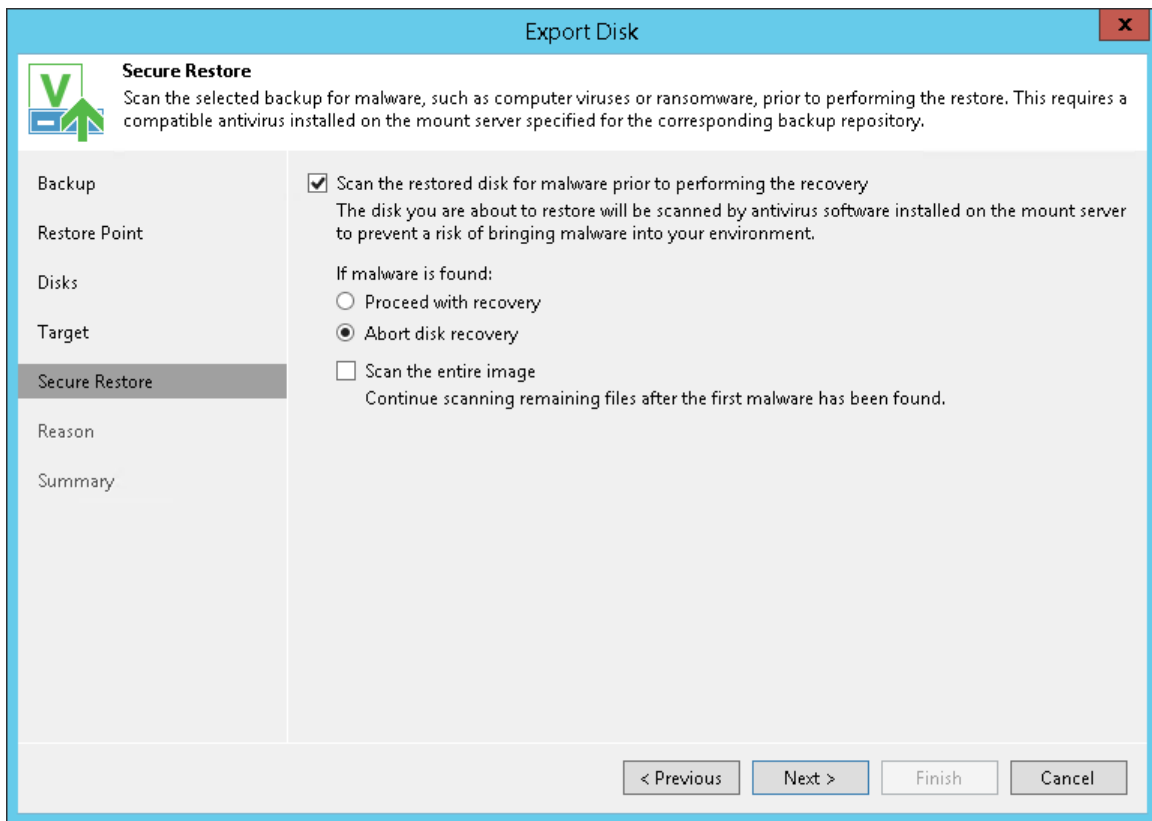 Export Disk
x
V
Secure Restore
Scan the selected backup for malware, such as computer viruses or ransomware, prior to performing the restore. This requires a
compatible antivirus installed on the mount server specified for the corresponding backup repository.
Backup
Restore Point
Disks
Target
Secure Restore
Reason
Summary
Scan the restored disk for malware prior to performing the recovery
The disk you are about to restore will be scanned by antivirus software installed on the mount server
to prevent a risk of bringing malware into your environment.
If malware is found:
Proceed with recovery
Abort disk recovery
Scan the entire image
Continue scanning remaining files after the first malware has been found.
< Previous
Next >
Finish
Cancel